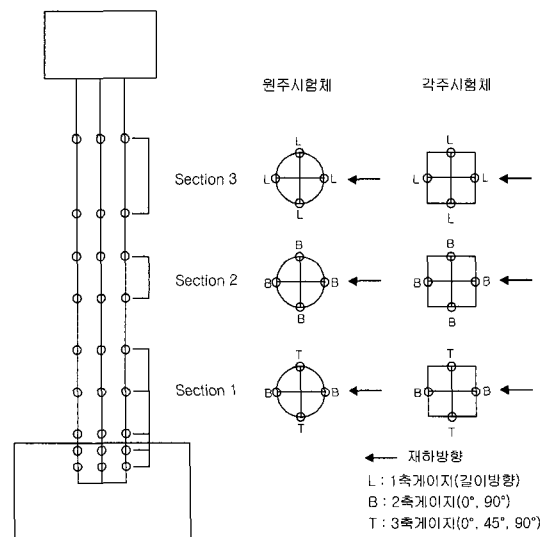 원주시험체
각주시험체
L
L
Section 3
L
L
L
L
L
L
B
B
Section 2
B
B
B
B
B
B
T
T
Section 1
B
B
B
B
T
T
재하방향
L : 1축게이지(길이방향)
B : 2축게이지(0°, 90°)
T : 3축게이지(0°, 45°, 90°)